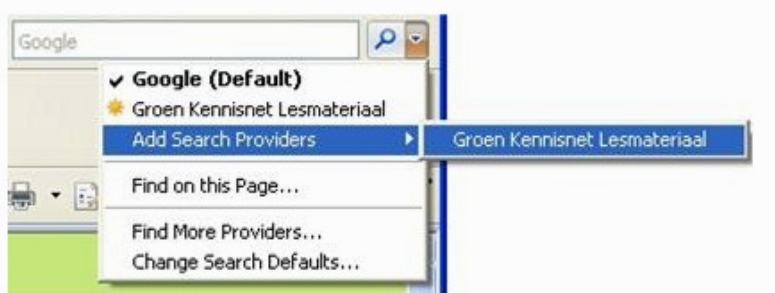 Google
Google (Default)
Groen Kennisnet Lesmateriaal
Add Search Providers
Groen Kennisnet Lesmateriaal
Find on this Page...
Find More Providers...
Change Search Defaults...